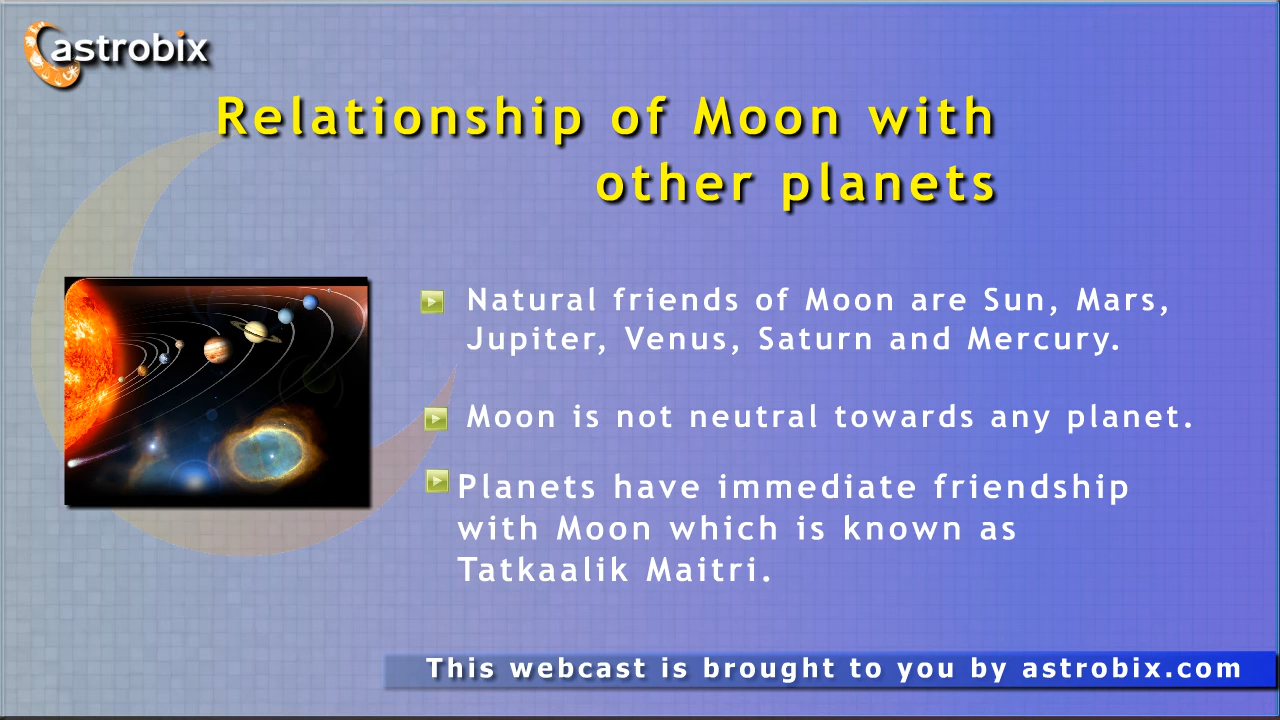 astrobix
Relationship of Moon with
other planets
Natural friends of Moon are Sun, Mars,
Jupiter, Venus, Saturn and Mercury.
Moon is not neutral towards any planet.
Planets have immediate friendship
with Moon which is known as
Tatkaalik Maitri.
This webcast is brought to you by astrobix.com